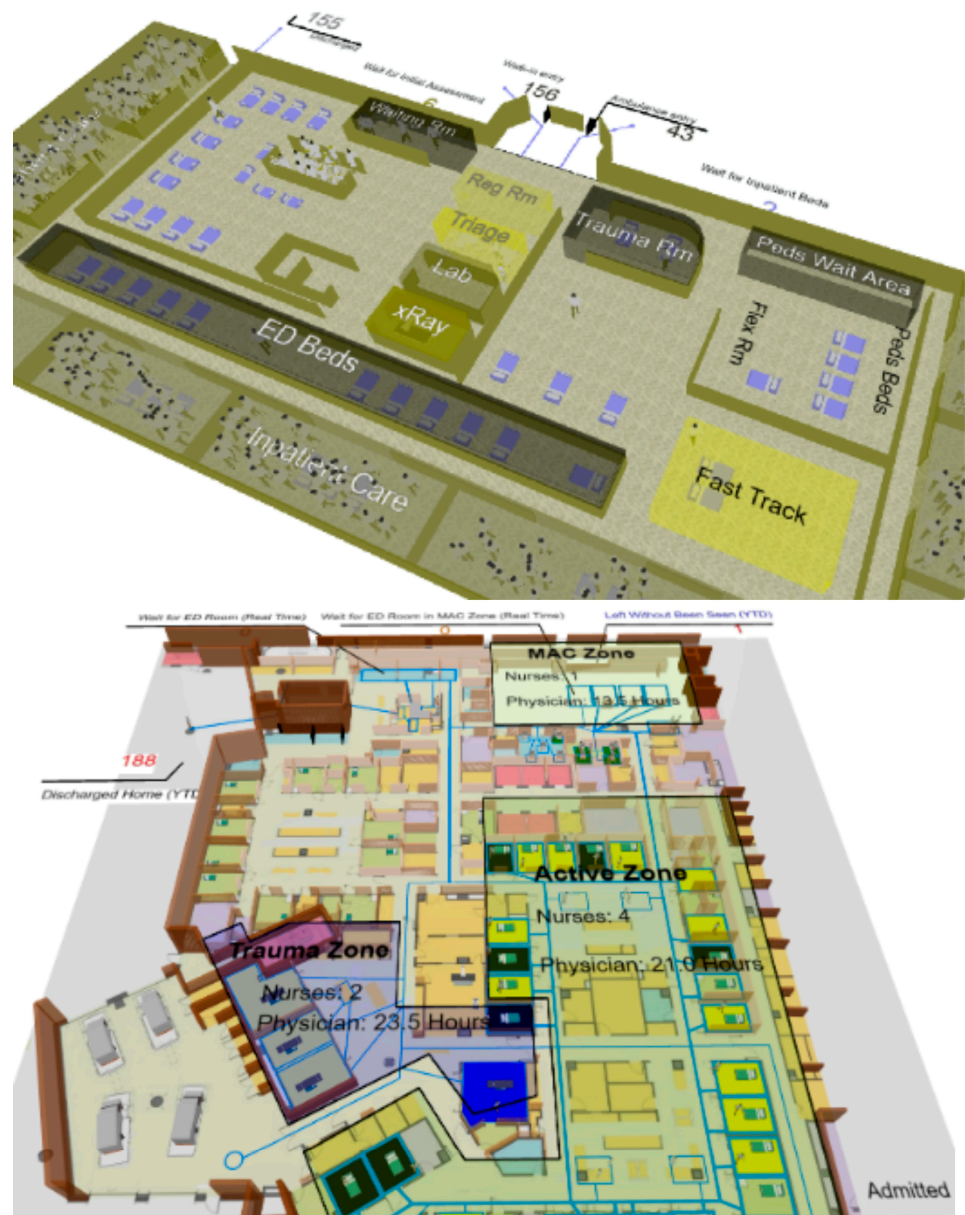 155
Discharged
Wait for Initial Assessment
6
Walk-in entry
156
Ambulance entry
43
Wait for Inpatient Beds
2
Waiting Rm
Reg Rm
Triage
Lab
xRay
Trauma Rm
Peds Wait Area
Flex Rm
Peds Beds
ED Beds
Inpatient Care
Fast Track
Wait for ED Room (Real Time)
Wait for ED Room in MAC Zone (Real Time)
Left Without Been Seen (YTD)
0
1
MAC Zone
Nurses: 1
Physician: 13.5 Hours
188
Discharged Home (YTD
Active Zone
Nurses: 4
Physician: 21.0 Hours
Trauma Zone
Nurses: 2
Physician: 23.5 Hours
Admitted